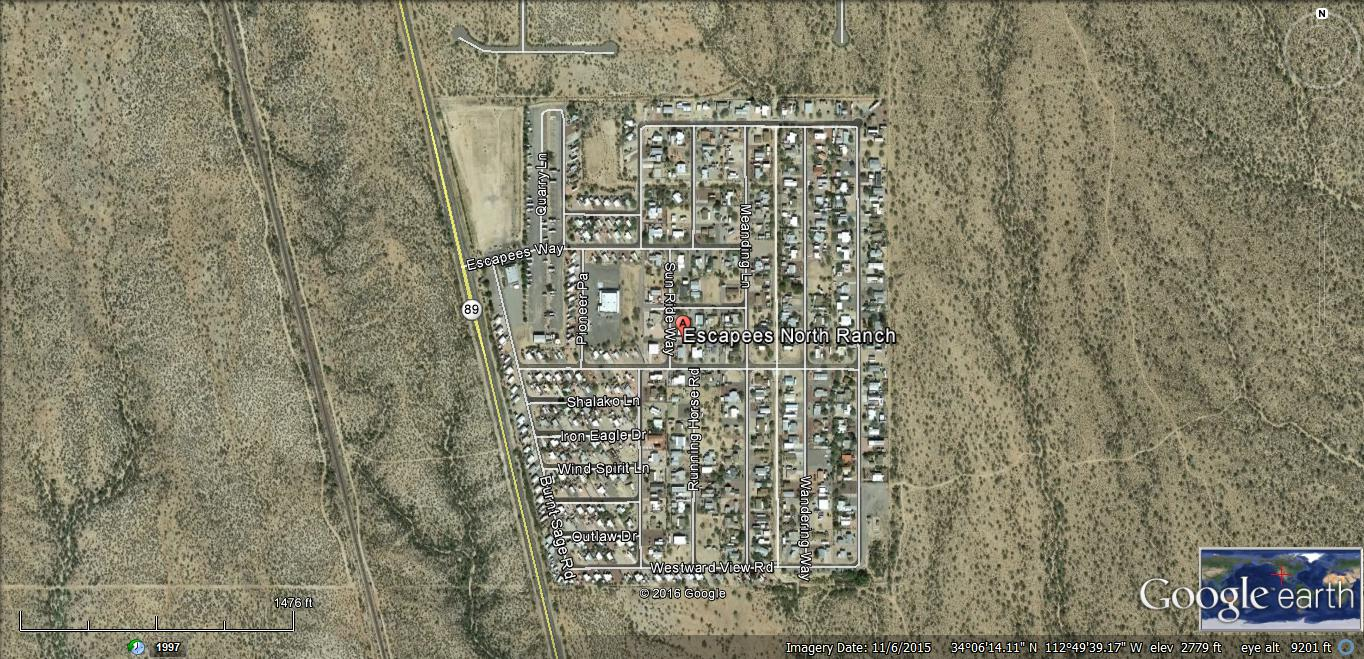 N
Quarry Ln
Escapees Way
Meanding Ln
Pioneer Pa
Sun Ride Way
89
A
Escapees North Ranch
Shalako Ln
Running Horse Rd
Iron Eagle Dr
Wind Spirit Ln
Burnt Sage Rd
Wandering Way
Outlaw Dr
Westward View Rd
© 2016 Google
1476 ft
Google earth
1997
Imagery Date: 11/6/2015 34°06'14.11" N 112°49'39.17" W elev 2779 ft eye alt 9201 ft